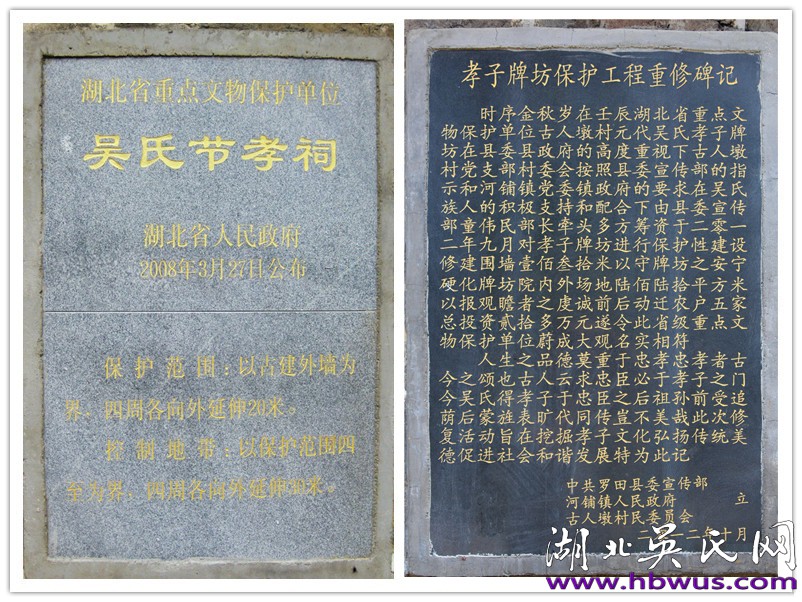 湖北省重点文物保护单位
吴氏节孝祠
湖北省人民政府
2008年3月27日公布
保护范围：以古建外墙为
界，四周各向外延伸20米。
控制地带：以保护范围四
至为界，四周各向外延伸30米。
孝子牌坊保护工程重修碑记
时序金秋岁在壬辰湖北省重点文
物保护单位古人墩村元代吴氏孝子牌
坊在县委县政府的高度重视下古人墩
村党支部村委会按照县委宣传部的指
示和河铺镇党委镇政府的要求在吴氏
族人的积极支持和配合下由县委宣传
部童伟部长牵头多方筹资于二零一
二年九月对孝子牌坊进行保护性建设
修建围墙壹佰叁拾米以守牌坊之安宁
硬化牌坊院内外场地陆佰陆拾平方米
以报观瞻者之虔诚前后动迁农户五家
总投资贰拾多万元遂令此省级重点文
物保护单位蔚成大观名实相符
人生之品德莫重于忠孝忠孝者古
今之颂也古人云求忠臣必于孝子之门
今吴氏得孝子于忠臣之后祖孙前之受
荫后蒙旌表旷代同传岂不美哉此次追修
复活动旨在挖掘孝子文化弘扬传统美
德促进社会和谐发展特为此记
中共罗田县委宣传部
河铺镇人民政府 立
古人墩村民委员会
二〇一二年十月
湖北吴氏网
www.hbwus.com